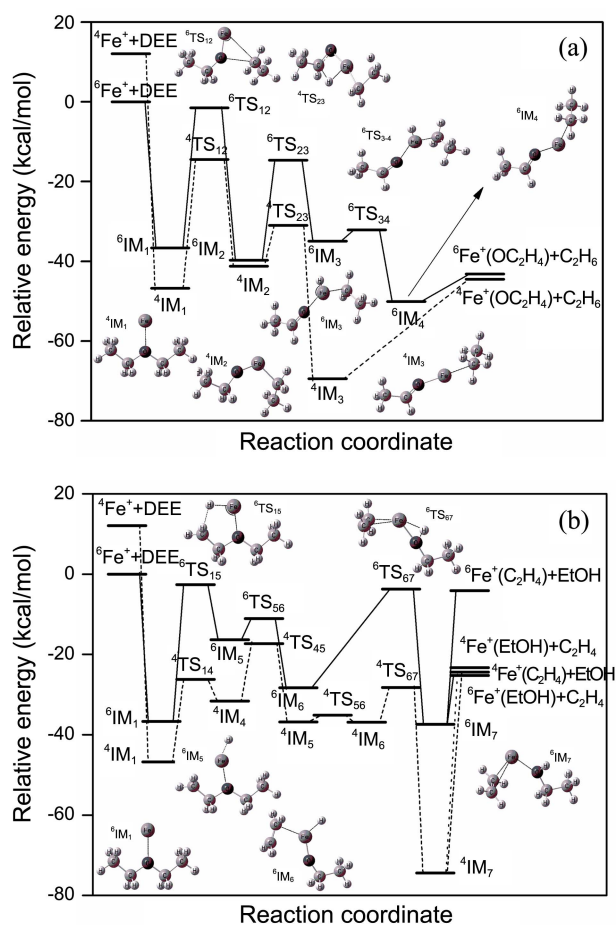 (a)
Relative energy (kcal/mol)
20
0
-20
-40
-60
-80
⁴Fe⁺+DEE
⁶Fe⁺+DEE
⁶TS₁₂
⁴TS₂₃
⁶TS₁₂
⁴TS₁₂
⁶TS₂₃
⁴TS₂₃
⁶TS₃₋₄
⁶TS₃₄
⁶IM₄
⁶IM₁
⁴IM₁
⁶IM₂
⁴IM₂
⁶IM₃
⁶IM₄
⁶Fe⁺(OC₂H₄)+C₂H₆
⁴Fe⁺(OC₂H₄)+C₂H₆
⁴IM₁
⁴IM₂
⁶IM₃
⁴IM₃
⁴IM₃
Reaction coordinate
(b)
Relative energy (kcal/mol)
20
0
-20
-40
-60
-80
⁴Fe⁺+DEE
⁶Fe⁺+DEE
⁶TS₁₅
⁶TS₁₅
⁶TS₆₇
⁶TS₅₆
⁶TS₆₇
⁶Fe⁺(C₂H₄)+EtOH
⁴TS₁₄
⁶IM₅
⁴TS₄₅
⁴Fe⁺(EtOH)+C₂H₄
⁴Fe⁺(C₂H₄)+EtOH
⁶Fe⁺(EtOH)+C₂H₄
⁶IM₁
⁴IM₄
⁶IM₆
⁴TS₅₆
⁴TS₆₇
⁴IM₁
⁴IM₅
⁴IM₆
⁶IM₇
⁶IM₅
⁶IM₇
⁶IM₁
⁶IM₆
⁴IM₇
Reaction coordinate